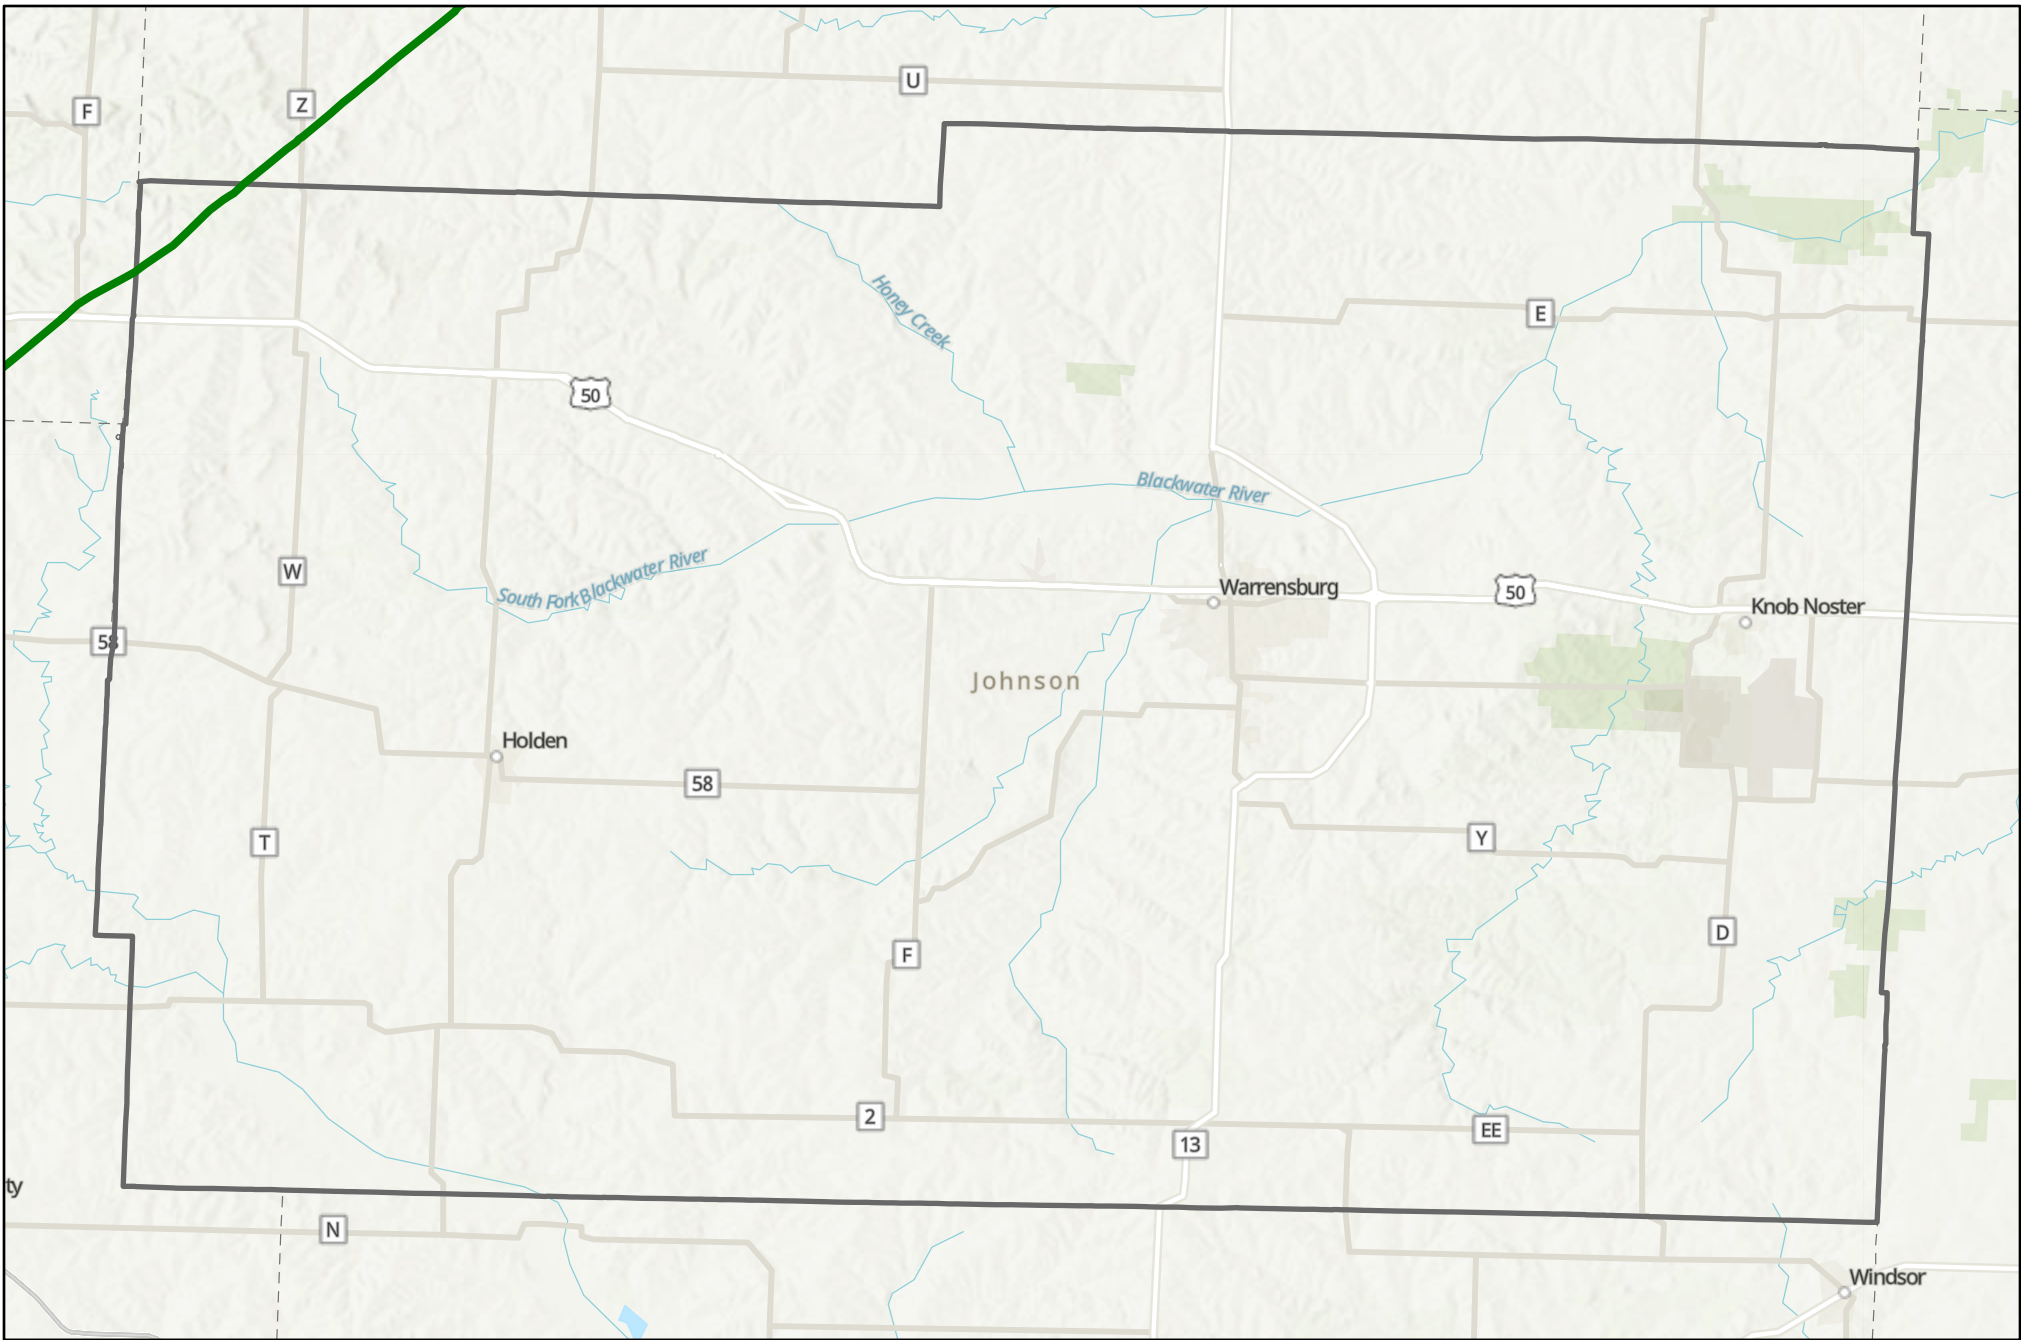 U
Z
F
Honey Creek
E
50
Blackwater River
W
South Fork Blackwater River
Warrensburg
50
Knob Noster
58
Johnson
Holden
58
T
Y
D
F
2
EE
13
ty
N
Windsor